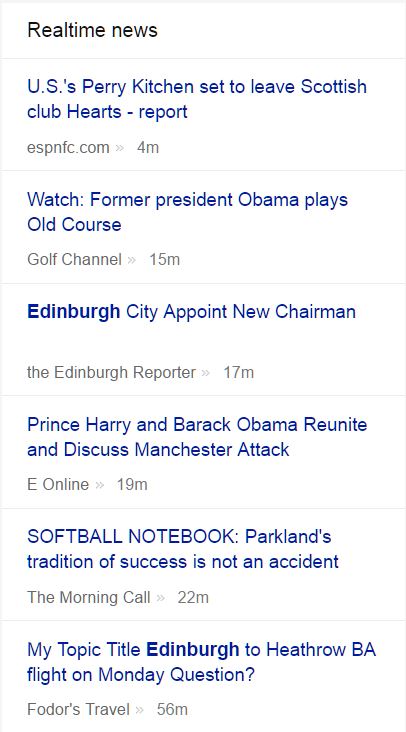 Realtime news
U.S.'s Perry Kitchen set to leave Scottish
club Hearts - report
espnfc.com » 4m
Watch: Former president Obama plays
Old Course
Golf Channel » 15m
Edinburgh City Appoint New Chairman
the Edinburgh Reporter » 17m
Prince Harry and Barack Obama Reunite
and Discuss Manchester Attack
E Online » 19m
SOFTBALL NOTEBOOK: Parkland's
tradition of success is not an accident
The Morning Call » 22m
My Topic Title Edinburgh to Heathrow BA
flight on Monday Question?
Fodor's Travel » 56m